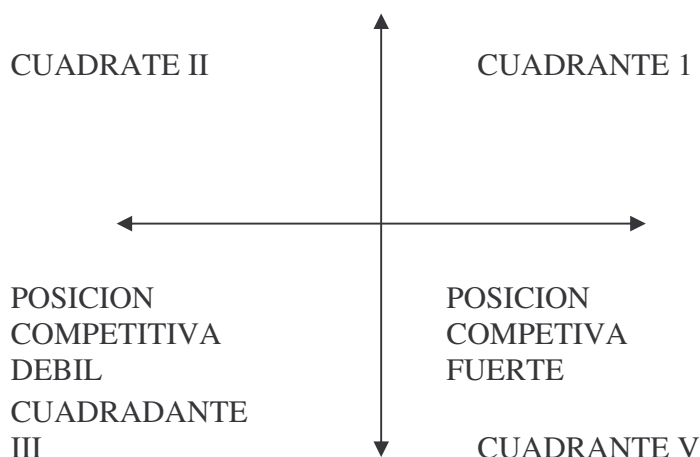 CUADRATE II
CUADRANTE 1
POSICION
COMPETITIVA
DEBIL
CUADRADANTE
III
POSICION
COMPETIVA
FUERTE
CUADRANTE V